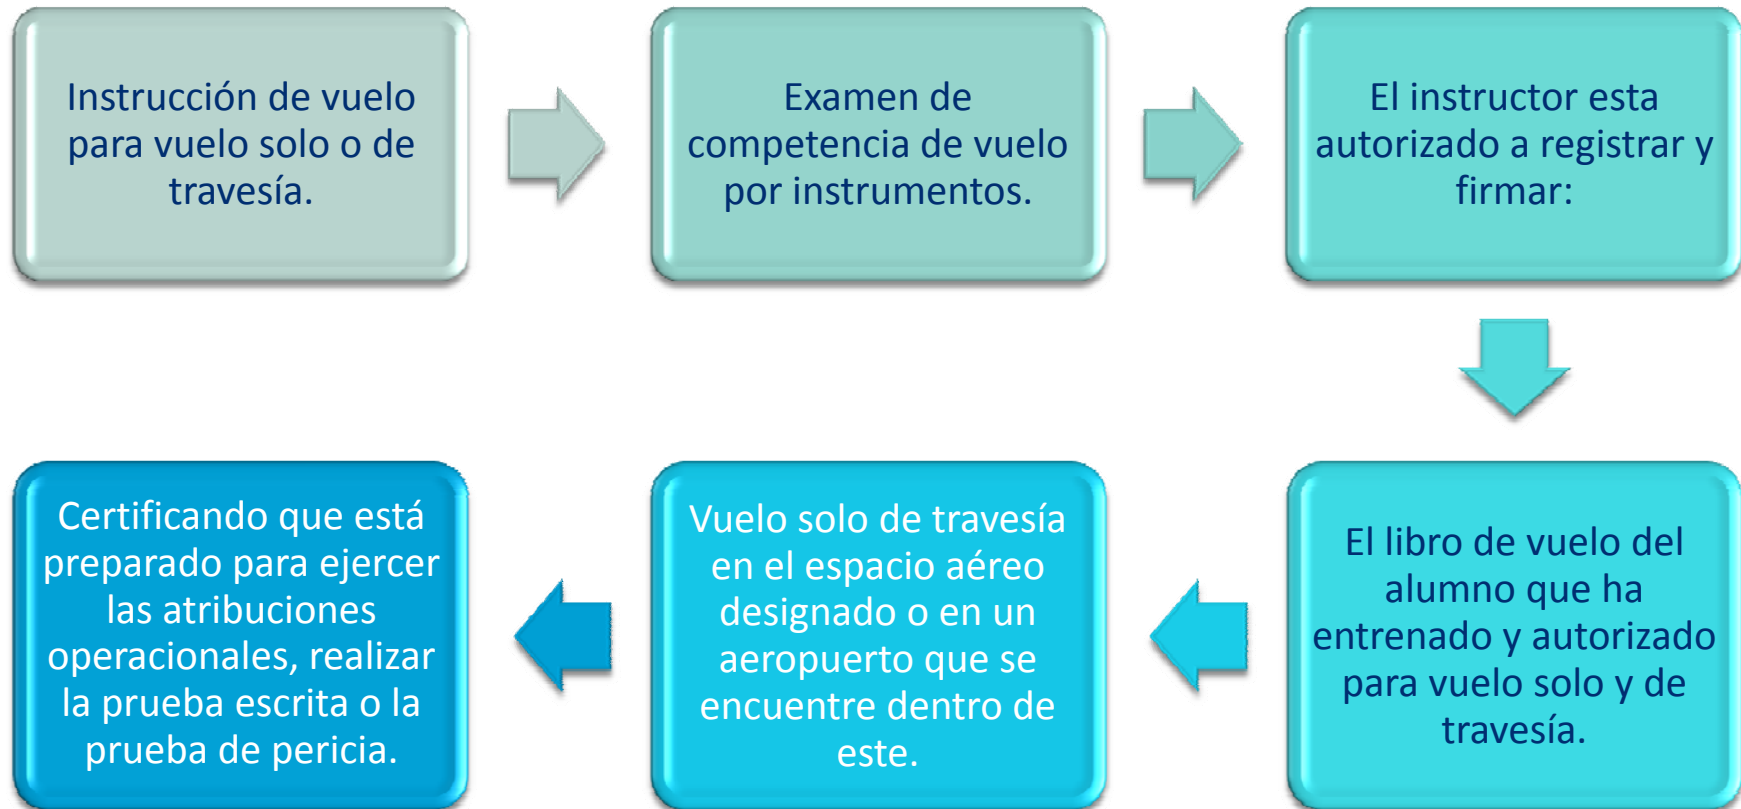 Instrucción de vuelo
para vuelo solo o de
travesía.
Examen de
competencia de vuelo
por instrumentos.
El instructor esta
autorizado a registrar y
firmar:
El libro de vuelo del
alumno que ha
entrenado y autorizado
para vuelo solo y de
travesía.
Vuelo solo de travesía
en el espacio aéreo
designado o en un
aeropuerto que se
encuentre dentro de
este.
Certificando que está
preparado para ejercer
las atribuciones
operacionales, realizar
la prueba escrita o la
prueba de pericia.